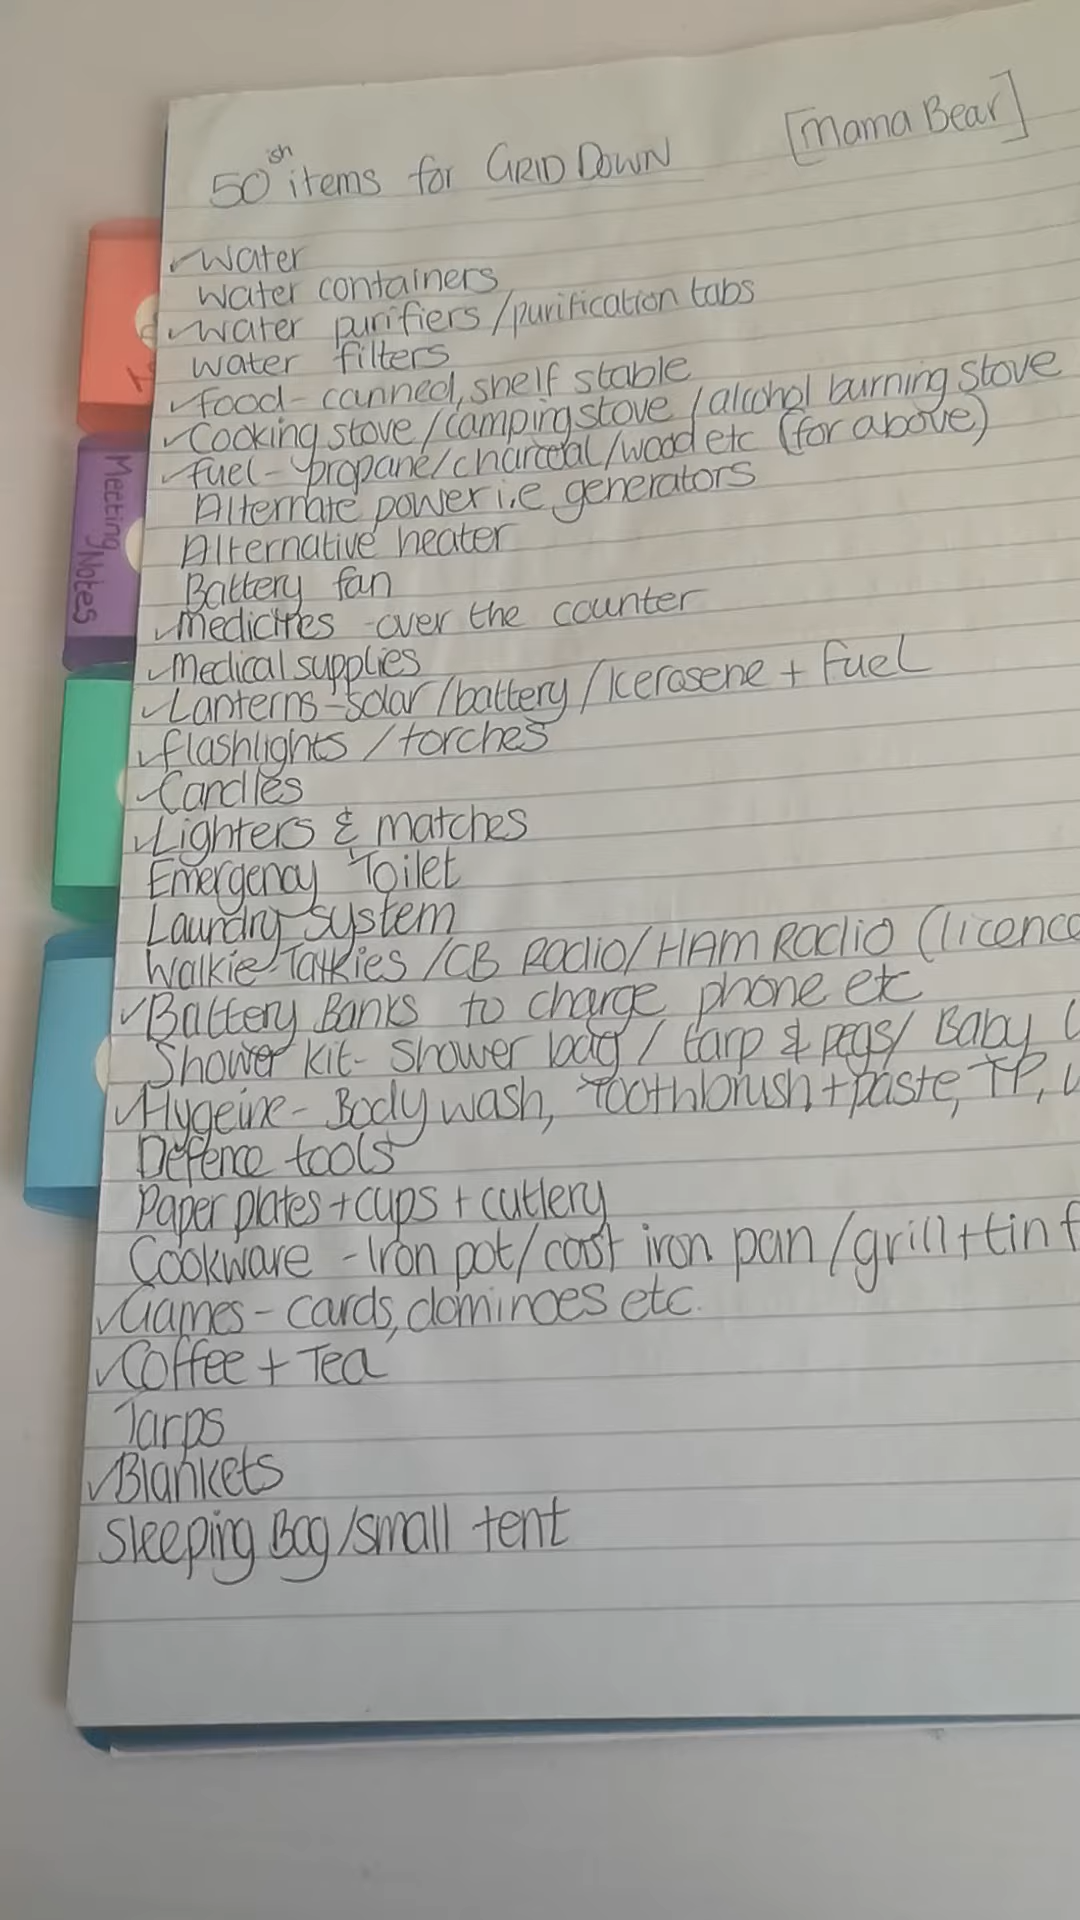 50 ish items for GRID DOWN [Mama Bear]
✓ Water
Water containers
✓ Water purifiers/purification tabs
Water filters
✓ Food - canned, shelf stable
✓ Cooking stove/camping stove/alcohol burning stove
✓ Fuel - propane/charcoal/wood etc (for above)
Alternate power i.e generators
Alternative heater
Battery fan
✓ Medicines - over the counter
✓ Medical supplies
✓ Lanterns - solar/battery/kerosene + fuel
✓ Flashlights/torches
✓ Candles
✓ Lighters & matches
Emergency Toilet
Laundry system
Walkie-Talkies/CB Radio/HAM Radio (licence
✓ Battery Banks to charge phone etc
Shower kit - shower bag/tarp & pegs/Baby
✓ Hygeine - Body wash, Toothbrush + paste, TP,
Defence tools
Paper plates + cups + cutlery
Cookware - Iron pot/cast iron pan/grill + tin f
✓ Games - cards, dominoes etc.
✓ Coffee + Tea
Tarps
✓ Blankets
Sleeping Bag/small tent
Meeting Notes